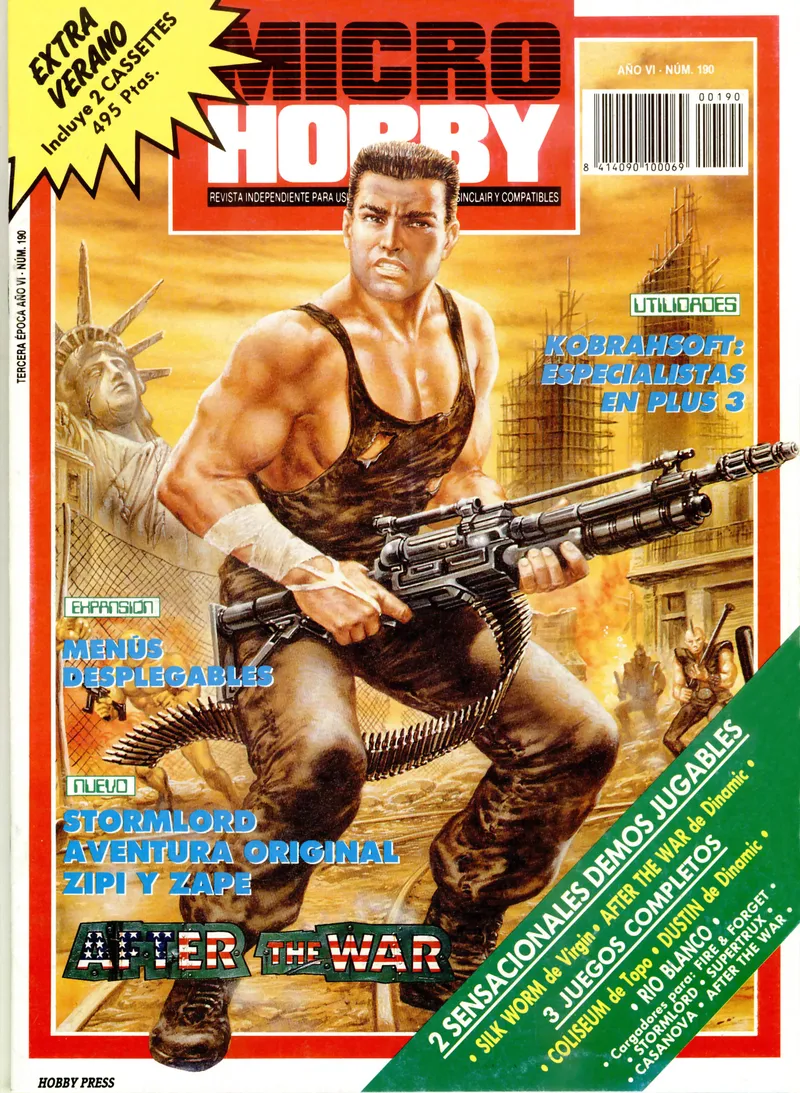 EXTRA
VERANO
Incluye 2 CASSETTES
495 Ptas.
MICRO
HOBBY
REVISTA INDEPENDIENTE PARA US
SINCLAIR Y COMPATIBLES
AÑO VI - NÚM. 190
00190
8 414090 100069
TERCERA ÉPOCA AÑO VI - NÚM. 190
UTILIDADES
KOBRAHSOFT:
ESPECIALISTAS
EN PLUS 3
EXPANSIÓN
MENÚS
DESPLEGABLES
NUEVO
STORMLORD
AVENTURA ORIGINAL
ZIPI Y ZAPE
AFTER THE WAR
2 SENSACIONALES DEMOS JUGABLES
• SILK WORM de Virgin • AFTER THE WAR de Dinamic •
3 JUEGOS COMPLETOS
• COLISEUM de Topo • DUSTIN de Dinamic •
• RIO BLANCO •
Cargadores para: FIRE & FORGET •
• STORMLORD • SUPERTRUX •
• CASANOVA • AFTER THE WAR •
HOBBY PRESS